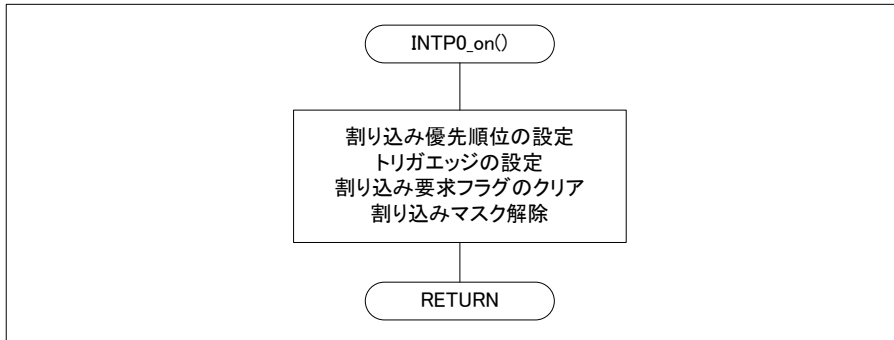 INTP0_on()
割り込み優先順位の設定
トリガエッジの設定
割り込み要求フラグのクリア
割り込みマスク解除
RETURN